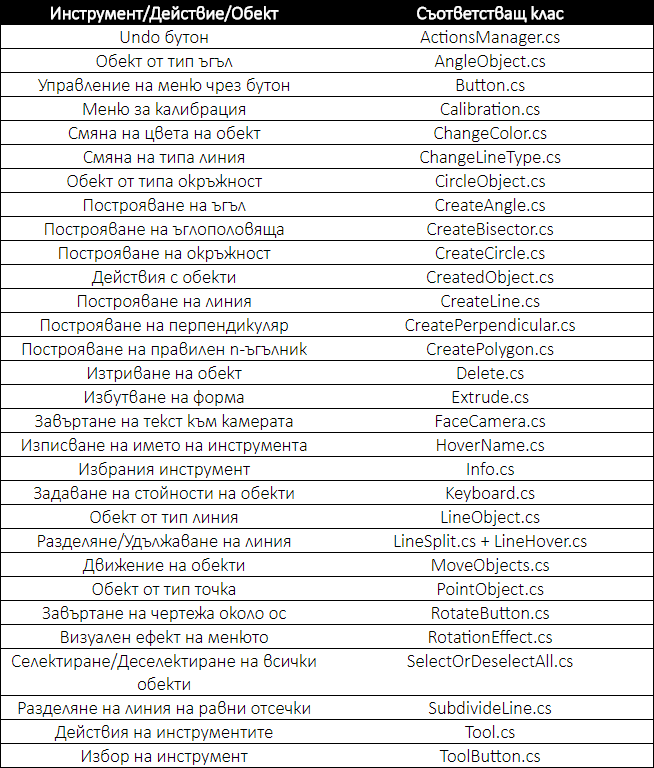 Инструмент/Действие/Обект Съответстващ клас
Undo бутон ActionsManager.cs
Обект от тип ъгъл AngleObject.cs
Управление на меню чрез бутон Button.cs
Меню за калибрация Calibration.cs
Смяна на цвета на обект ChangeColor.cs
Смяна на типа линия ChangeLineType.cs
Обект от типа окръжност CircleObject.cs
Построяване на ъгъл CreateAngle.cs
Построяване на ъглополовяща CreateBisector.cs
Построяване на окръжност CreateCircle.cs
Действия с обекти CreatedObject.cs
Построяване на линия CreateLine.cs
Построяване на перпендикуляр CreatePerpendicular.cs
Построяване на правилен n-ъгълник CreatePolygon.cs
Изтриване на обект Delete.cs
Избутване на форма Extrude.cs
Завъртане на текст към камерата FaceCamera.cs
Изписване на името на инструмента HoverName.cs
Избрания инструмент Info.cs
Задаване на стойности на обекти Keyboard.cs
Обект от тип линия LineObject.cs
Разделяне/Удължаване на линия LineSplit.cs + LineHover.cs
Движение на обекти MoveObjects.cs
Обект от тип точка PointObject.cs
Завъртане на чертежа около ос RotateButton.cs
Визуален ефект на менюто RotationEffect.cs
Селектиране/Деселектиране на всички SelectOrDeselectAll.cs
обекти
Разделяне на линия на равни отсечки SubdivideLine.cs
Действия на инструментите Tool.cs
Избор на инструмент ToolButton.cs